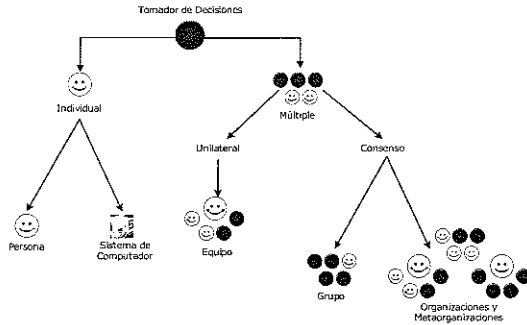 Tomador de Decisiones
Individual
Múltiple
Unilateral
Consenso
Persona
Sistema de
Computador
Equipo
Grupo
Organizaciones y
Metaorganizaciones